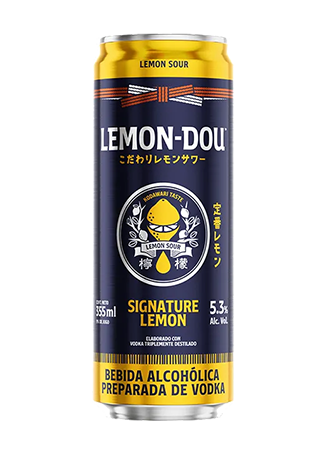 LEMON SOUR
LEMON-DOU
こだわりレモンサワー
KODAWARI TASTE
LEMON SOUR
檸檬
定番レモン
CONT. NETO
355ml
SIGNATURE
LEMON
5.3%
Alc. Vol.
ELABORADO CON
VODKA TRIPLEMENTE DESTILADO
BEBIDA ALCOHÓLICA
PREPARADA DE VODKA